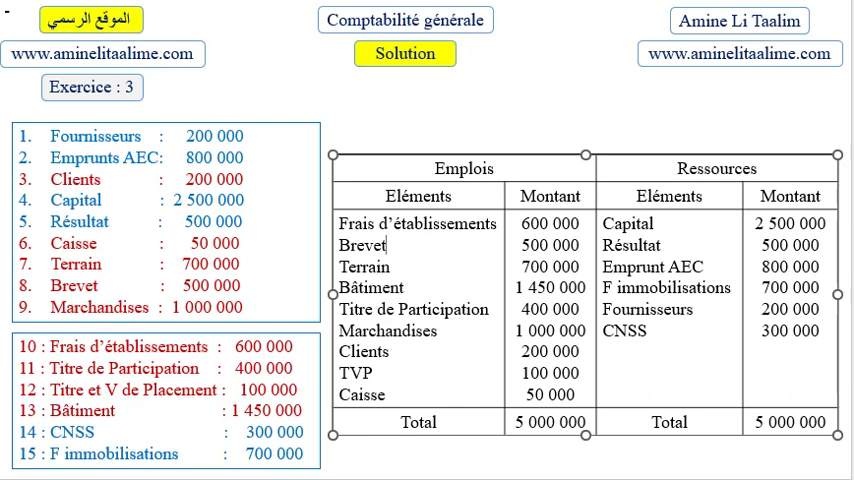 الموقع الرسمي
Comptabilité générale
Amine Li Taalim
www.aminelitaalime.com
Solution
www.aminelitaalime.com
Exercice : 3
1. Fournisseurs : 200 000
2. Emprunts AEC: 800 000
3. Clients : 200 000
4. Capital : 2 500 000
5. Résultat : 500 000
6. Caisse : 50 000
7. Terrain : 700 000
8. Brevet : 500 000
9. Marchandises : 1 000 000
10 : Frais d’établissements : 600 000
11 : Titre de Participation : 400 000
12 : Titre et V de Placement : 100 000
13 : Bâtiment : 1 450 000
14 : CNSS : 300 000
15 : F immobilisations : 700 000
Emplois Ressources
Eléments Montant Eléments Montant
Frais d’établissements 600 000 Capital 2 500 000
Brevet 500 000 Résultat 500 000
Terrain 700 000 Emprunt AEC 800 000
Bâtiment 1 450 000 F immobilisations 700 000
Titre de Participation 400 000 Fournisseurs 200 000
Marchandises 1 000 000 CNSS 300 000
Clients 200 000
TVP 100 000
Caisse 50 000
Total 5 000 000 Total 5 000 000